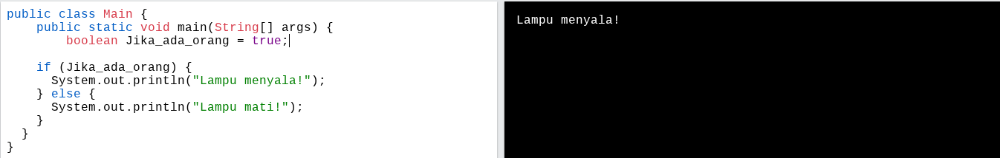 public class Main {
    public static void main(String[] args) {
        boolean Jika_ada_orang = true;

    if (Jika_ada_orang) {
      System.out.println("Lampu menyala!");
    } else {
      System.out.println("Lampu mati!");
    }
  }
}
Lampu menyala!